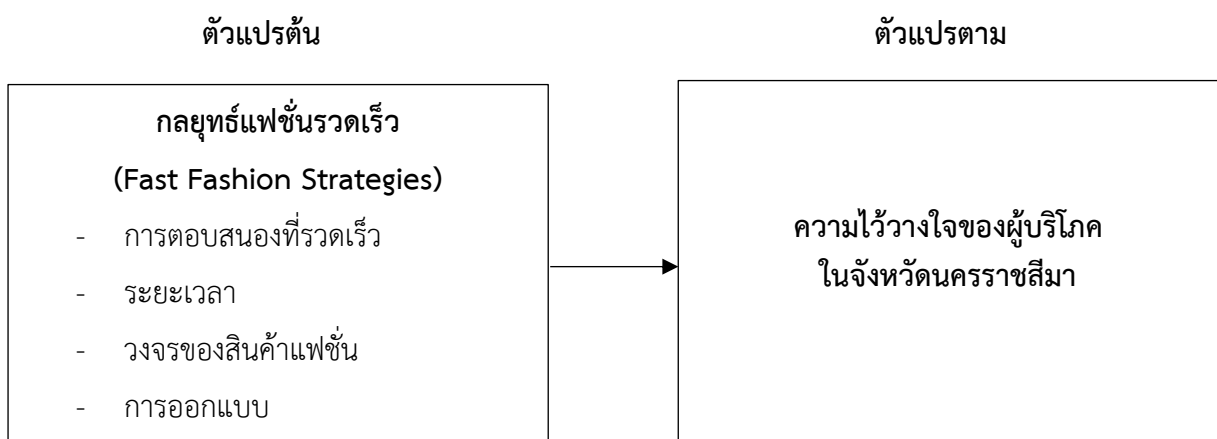 ตัวแปรต้น
ตัวแปรตาม
กลยุทธ์แฟชั่นรวดเร็ว
(Fast Fashion Strategies)
- การตอบสนองที่รวดเร็ว
- ระยะเวลา
- วงจรของสินค้าแฟชั่น
- การออกแบบ
ความไว้วางใจของผู้บริโภค
ในจังหวัดนครราชสีมา